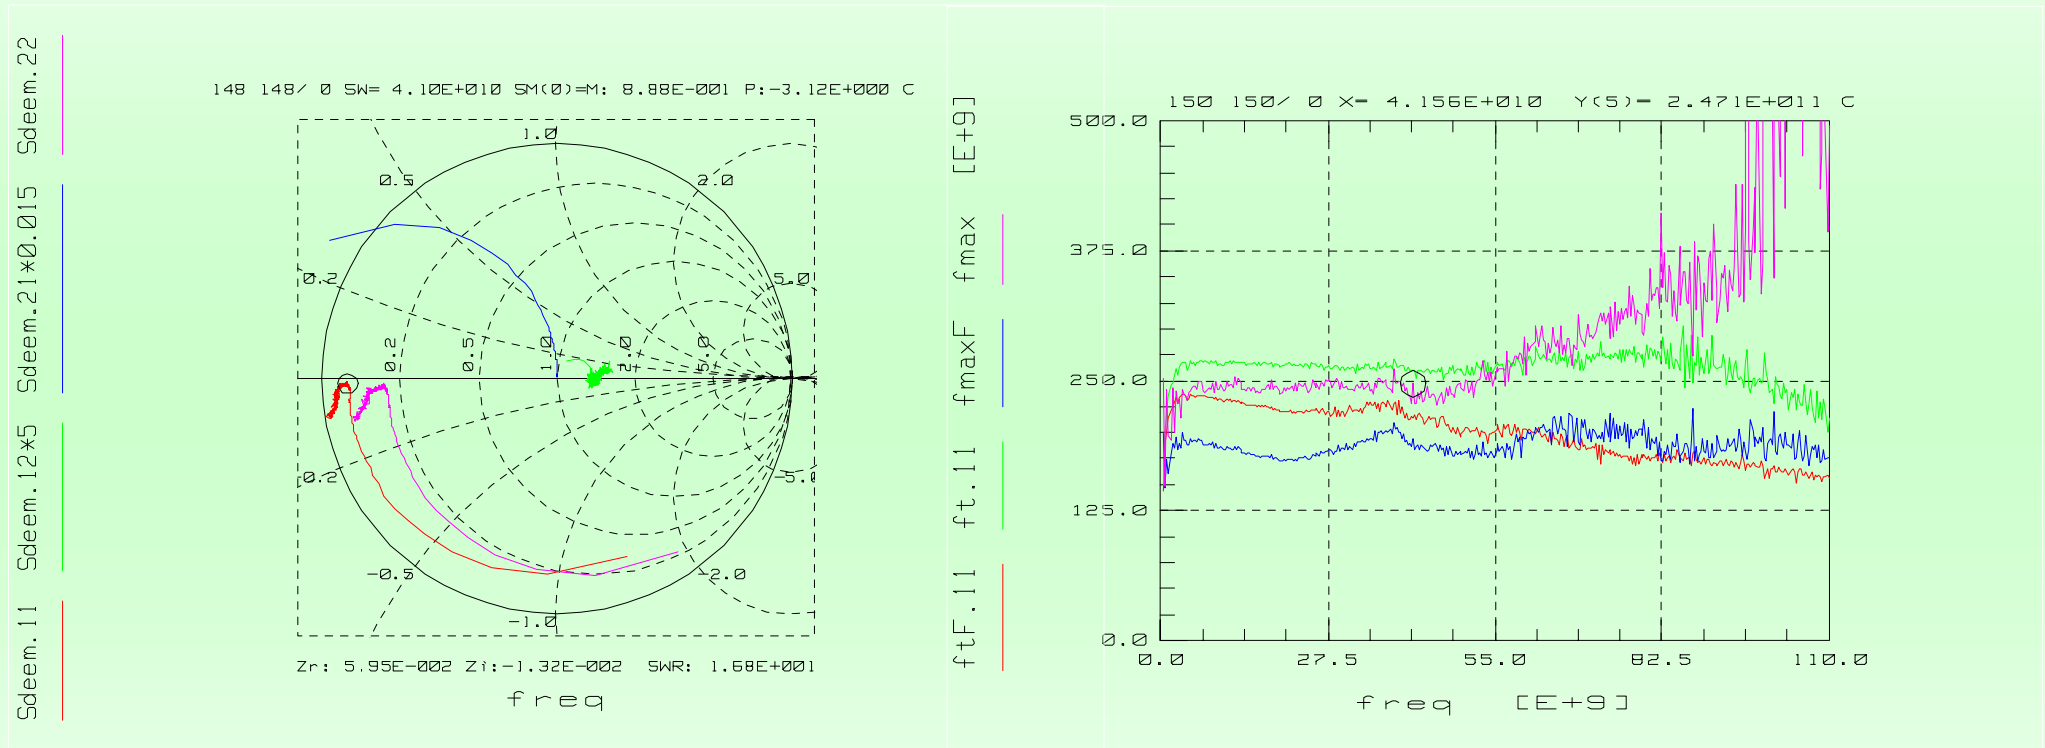 148 148/ 0 SW= 4.10E+010 SM(0)=M: 8.88E-001 P:-3.12E+000 C
Sdeem.22
Sdeem.21*0.015
Sdeem.12*5
Sdeem.11
1.0
0.5
2.0
0.2
5.0
0.2
0.5
1.0
2.0
5.0
-0.2
-5.0
-0.5
-2.0
-1.0
Zr: 5.95E-002 Zi:-1.32E-002 SWR: 1.68E+001
freq
150 150/ 0 X= 4.156E+010 Y(5)= 2.471E+011 C
[E+9]
fmax
fmaxF
ft.11
ftF.11
500.0
375.0
250.0
125.0
0.0
0.0 27.5 55.0 82.5 110.0
freq [E+9]